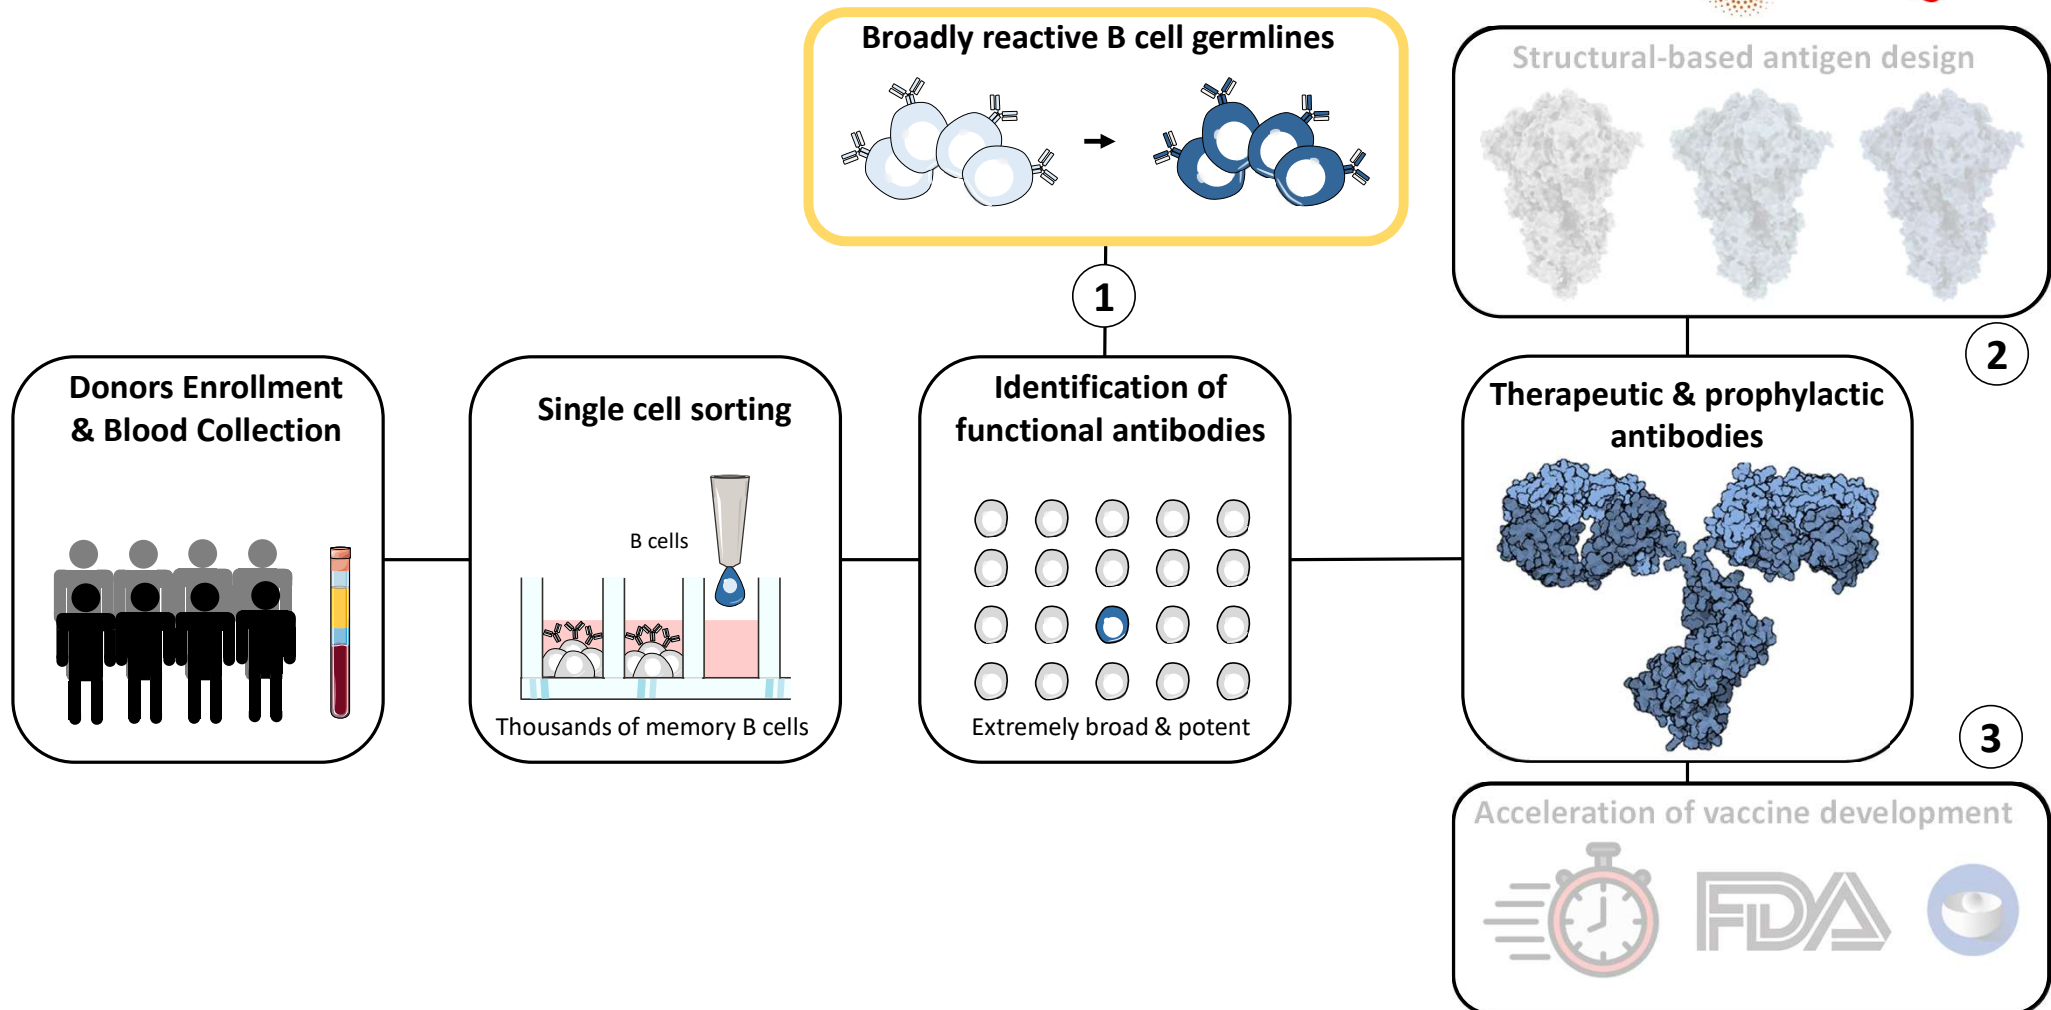 Broadly reactive B cell germlines
Structural-based antigen design
1
2
Donors Enrollment
& Blood Collection
Single cell sorting
B cells
Thousands of memory B cells
Identification of
functional antibodies
Extremely broad & potent
Therapeutic & prophylactic
antibodies
3
Acceleration of vaccine development
FDA